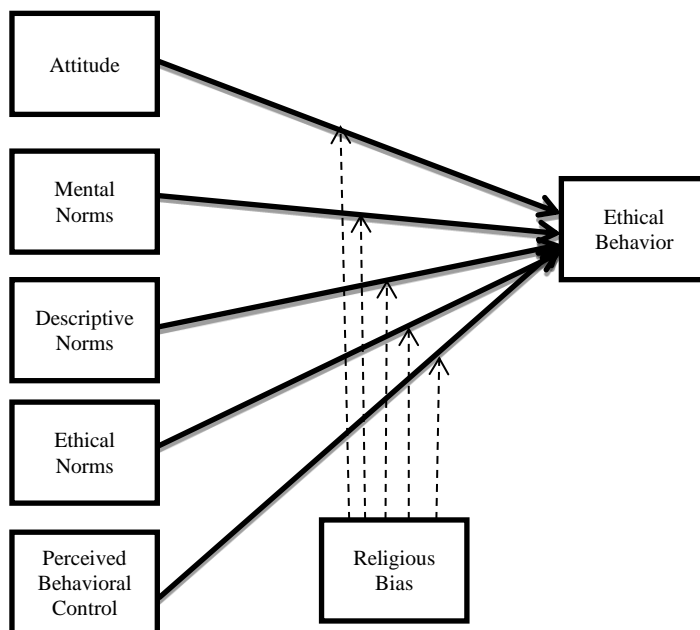 Attitude
Mental
Norms
Ethical
Behavior
Descriptive
Norms
Ethical
Norms
Perceived
Behavioral
Control
Religious
Bias